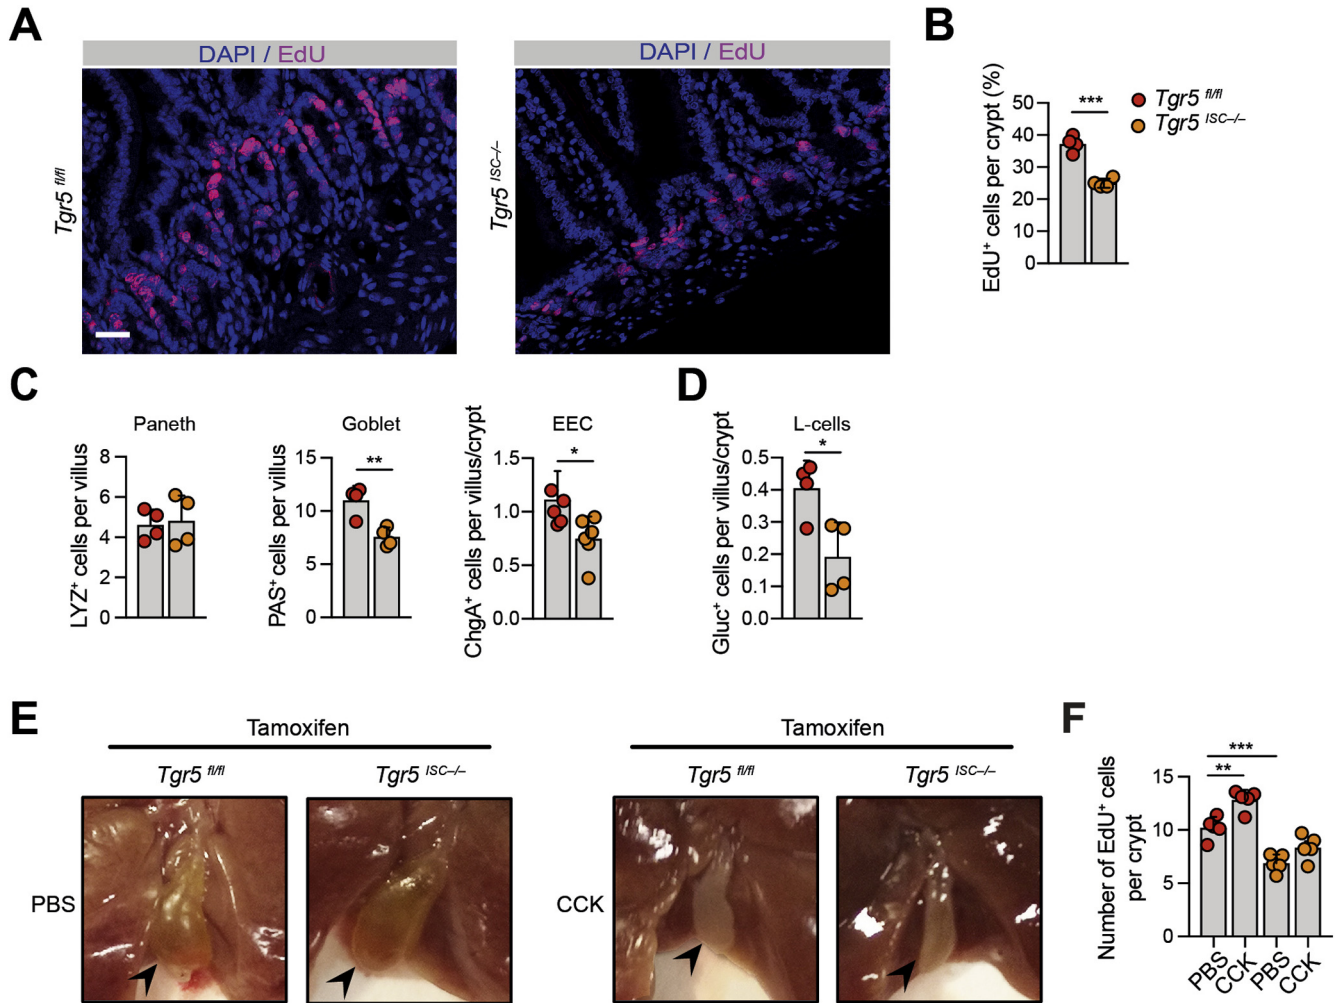 A
DAPI / EdU
DAPI / EdU
Tgr5 fl/fl
Tgr5 ISC–/–
B
EdU+ cells per crypt (%)
50
40
30
20
10
0
***
Tgr5 fl/fl
Tgr5 ISC–/–
C
Paneth
LYZ+ cells per villus
8
6
4
2
0
Goblet
PAS+ cells per villus
15
10
5
0
**
EEC
ChgA+ cells per villus/crypt
1.5
1.0
0.5
0.0
*
D
L-cells
Gluc+ cells per villus/crypt
0.5
0.4
0.3
0.2
0.1
0.0
*
E
Tamoxifen
Tgr5 fl/fl
Tgr5 ISC–/–
PBS
Tamoxifen
Tgr5 fl/fl
Tgr5 ISC–/–
CCK
F
Number of EdU+ cells
per crypt
15
10
5
0
***
**
PBS
CCK
PBS
CCK